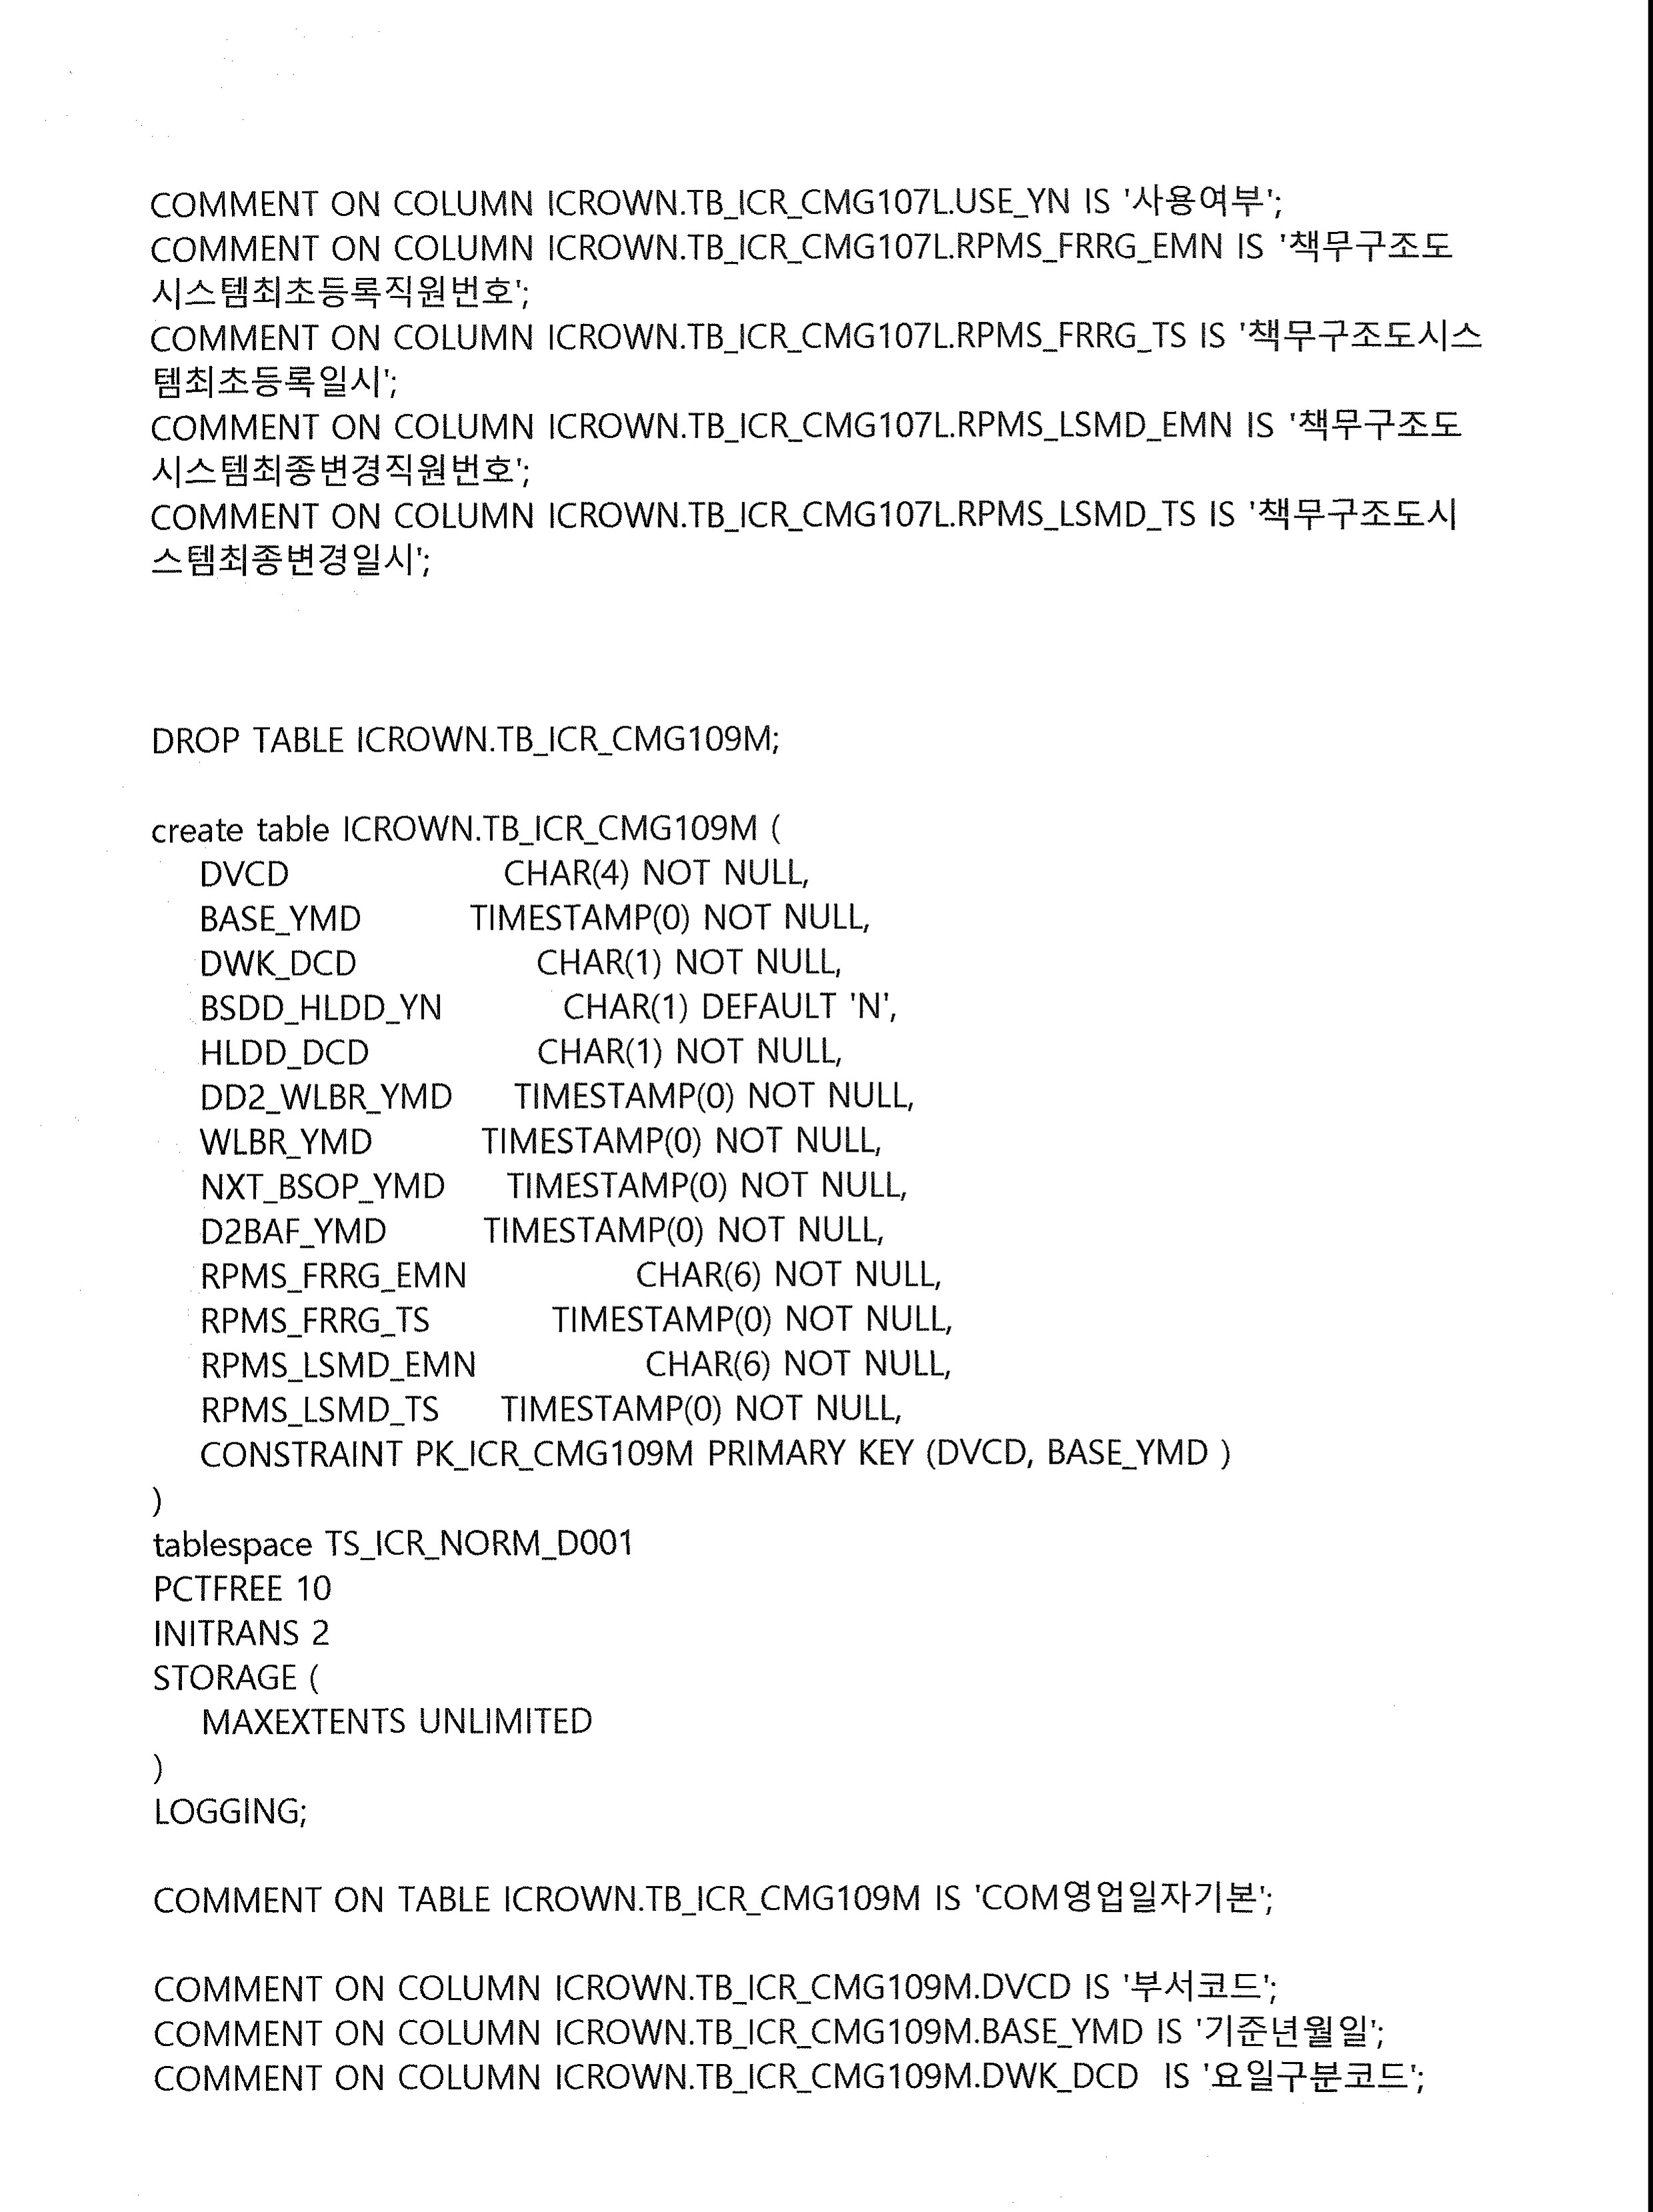 COMMENT ON COLUMN ICROWN.TB_ICR_CMG107L.USE_YN IS '사용여부';
COMMENT ON COLUMN ICROWN.TB_ICR_CMG107L.RPMS_FRRG_EMN IS '책무구조도
시스템최초등록직원번호';
COMMENT ON COLUMN ICROWN.TB_ICR_CMG107L.RPMS_FRRG_TS IS '책무구조도시스
템최초등록일시';
COMMENT ON COLUMN ICROWN.TB_ICR_CMG107L.RPMS_LSMD_EMN IS '책무구조도
시스템최종변경직원번호';
COMMENT ON COLUMN ICROWN.TB_ICR_CMG107L.RPMS_LSMD_TS IS '책무구조도시
스템최종변경일시';
DROP TABLE ICROWN.TB_ICR_CMG109M;
create table ICROWN.TB_ICR_CMG109M (
DVCD CHAR(4) NOT NULL,
BASE_YMD TIMESTAMP(0) NOT NULL,
DWK_DCD CHAR(1) NOT NULL,
BSDD_HLDD_YN CHAR(1) DEFAULT 'N',
HLDD_DCD CHAR(1) NOT NULL,
DD2_WLBR_YMD TIMESTAMP(0) NOT NULL,
WLBR_YMD TIMESTAMP(0) NOT NULL,
NXT_BSOP_YMD TIMESTAMP(0) NOT NULL,
D2BAF_YMD TIMESTAMP(0) NOT NULL,
RPMS_FRRG_EMN CHAR(6) NOT NULL,
RPMS_FRRG_TS TIMESTAMP(0) NOT NULL,
RPMS_LSMD_EMN CHAR(6) NOT NULL,
RPMS_LSMD_TS TIMESTAMP(0) NOT NULL,
CONSTRAINT PK_ICR_CMG109M PRIMARY KEY (DVCD, BASE_YMD )
)
tablespace TS_ICR_NORM_D001
PCTFREE 10
INITRANS 2
STORAGE (
MAXEXTENTS UNLIMITED
)
LOGGING;
COMMENT ON TABLE ICROWN.TB_ICR_CMG109M IS 'COM영업일자기본';
COMMENT ON COLUMN ICROWN.TB_ICR_CMG109M.DVCD IS '부서코드';
COMMENT ON COLUMN ICROWN.TB_ICR_CMG109M.BASE_YMD IS '기준년월일';
COMMENT ON COLUMN ICROWN.TB_ICR_CMG109M.DWK_DCD  IS '요일구분코드';